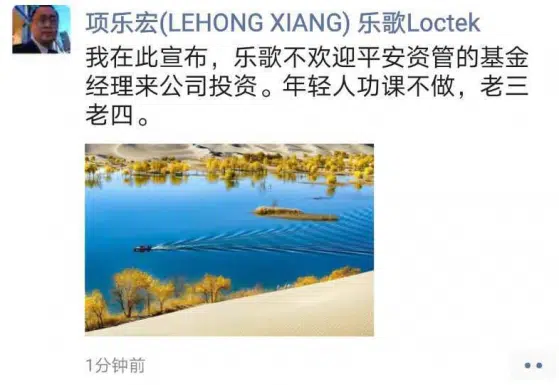 项乐宏(LEHONG XIANG) 乐歌Loctek
我在此宣布，乐歌不欢迎平安资管的基金
经理来公司投资。年轻人功课不做，老三
老四。
1分钟前